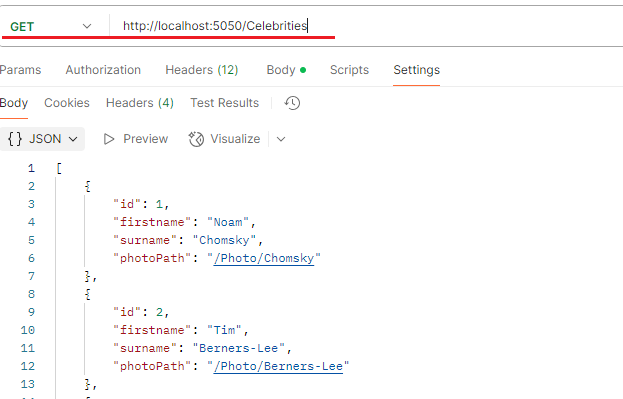 GET http://localhost:5050/Celebrities
Params Authorization Headers (12) Body Scripts Settings
Body Cookies Headers (4) Test Results
{} JSON Preview Visualize
1 [
2 {
3 "id": 1,
4 "firstname": "Noam",
5 "surname": "Chomsky",
6 "photoPath": "/Photo/Chomsky"
7 },
8 {
9 "id": 2,
10 "firstname": "Tim",
11 "surname": "Berners-Lee",
12 "photoPath": "/Photo/Berners-Lee"
13 },